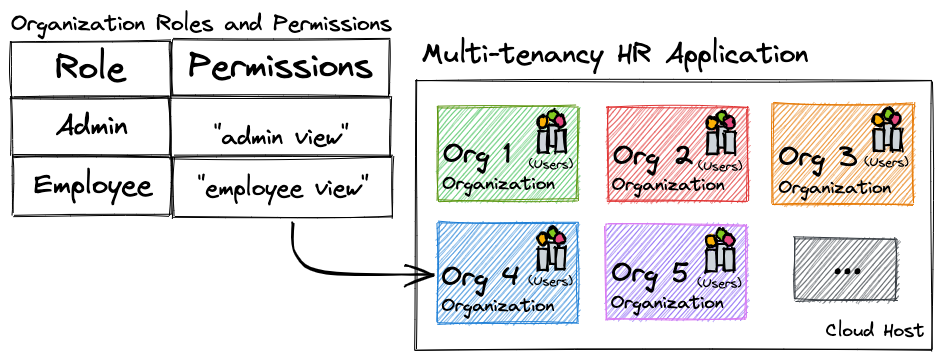 Organization Roles and Permissions
Role Permissions
Admin "admin view"
Employee "employee view"
Multi-tenancy HR Application
Org 1 (Users)
Organization
Org 2 (Users)
Organization
Org 3 (Users)
Organization
Org 4 (Users)
Organization
Org 5 (Users)
Organization
...
Cloud Host